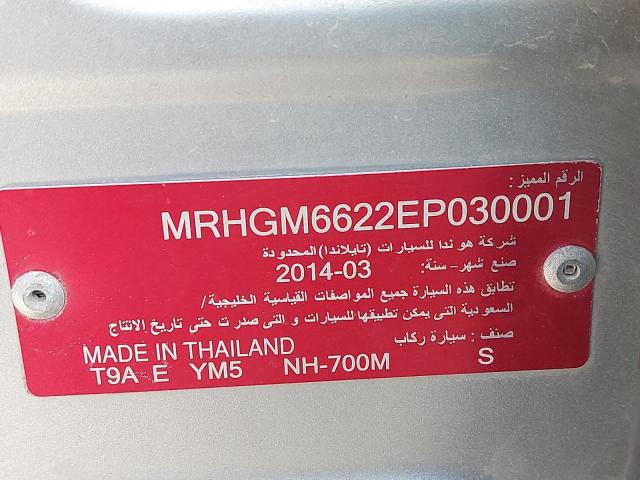 الرقم المميز :
MRHGM6622EP030001
شركة هوندا للسيارات (تايلاندا) المحدودة
صنع شهر - سنة: 2014-03
تطابق هذه السيارة جميع المواصفات القياسية الخليجية /
السعودية التى يمكن تطبيقها للسيارات و التى صدرت حتى تاريخ الانتاج
صنف : سيارة ركاب
MADE IN THAILAND
T9A E YM5 NH-700M S